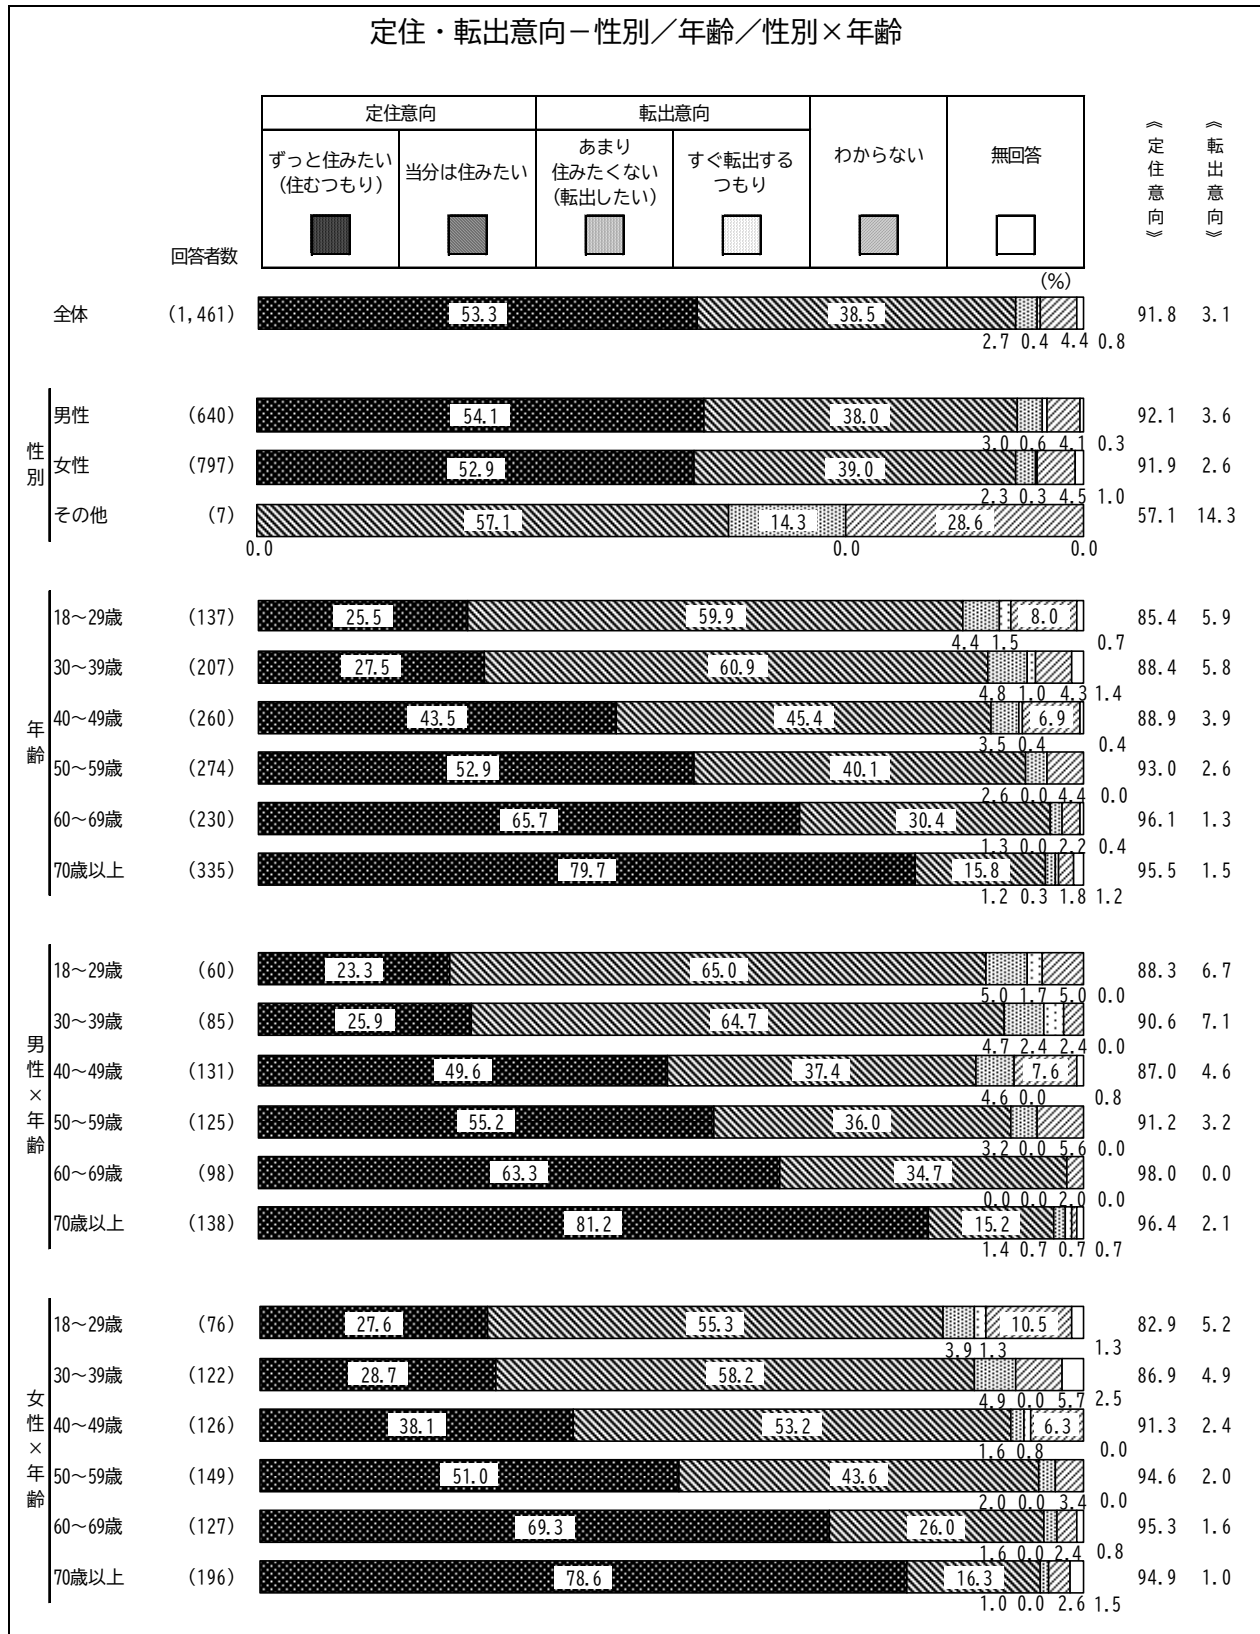 定住・転出意向－性別／年齢／性別×年齢
定住意向 転出意向 わからない 無回答 《定住意向》 《転出意向》
ずっと住みたい（住むつもり） 当分は住みたい あまり住みたくない（転出したい） すぐ転出するつもり
回答者数
(%)
全体 (1,461) 53.3 38.5 91.8 3.1
2.7 0.4 4.4 0.8
性別
男性 (640) 54.1 38.0 92.1 3.6
3.0 0.6 4.1 0.3
女性 (797) 52.9 39.0 91.9 2.6
2.3 0.3 4.5 1.0
その他 (7) 57.1 14.3 28.6 57.1 14.3
0.0 0.0 0.0
年齢
18～29歳 (137) 25.5 59.9 8.0 85.4 5.9
4.4 1.5 0.7
30～39歳 (207) 27.5 60.9 88.4 5.8
4.8 1.0 4.3 1.4
40～49歳 (260) 43.5 45.4 6.9 88.9 3.9
3.5 0.4 0.4
50～59歳 (274) 52.9 40.1 93.0 2.6
2.6 0.0 4.4 0.0
60～69歳 (230) 65.7 30.4 96.1 1.3
1.3 0.0 2.2 0.4
70歳以上 (335) 79.7 15.8 95.5 1.5
1.2 0.3 1.8 1.2
男性×年齢
18～29歳 (60) 23.3 65.0 88.3 6.7
5.0 1.7 5.0 0.0
30～39歳 (85) 25.9 64.7 90.6 7.1
4.7 2.4 2.4 0.0
40～49歳 (131) 49.6 37.4 7.6 87.0 4.6
4.6 0.0 0.8
50～59歳 (125) 55.2 36.0 91.2 3.2
3.2 0.0 5.6 0.0
60～69歳 (98) 63.3 34.7 98.0 0.0
0.0 0.0 2.0 0.0
70歳以上 (138) 81.2 15.2 96.4 2.1
1.4 0.7 0.7 0.7
女性×年齢
18～29歳 (76) 27.6 55.3 10.5 82.9 5.2
3.9 1.3 1.3
30～39歳 (122) 28.7 58.2 86.9 4.9
4.9 0.0 5.7 2.5
40～49歳 (126) 38.1 53.2 6.3 91.3 2.4
1.6 0.8 0.0
50～59歳 (149) 51.0 43.6 94.6 2.0
2.0 0.0 3.4 0.0
60～69歳 (127) 69.3 26.0 95.3 1.6
1.6 0.0 2.4 0.8
70歳以上 (196) 78.6 16.3 94.9 1.0
1.0 0.0 2.6 1.5